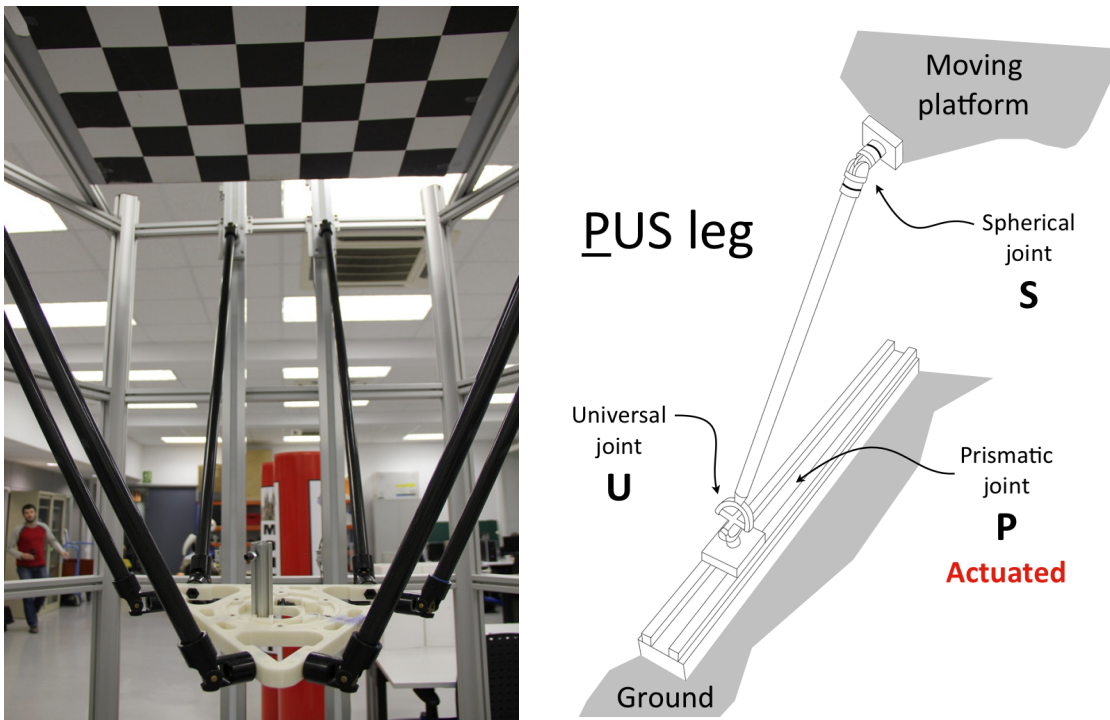 Moving
platform
PUS leg
Spherical
joint
S
Universal
joint
U
Prismatic
joint
P
Actuated
Ground